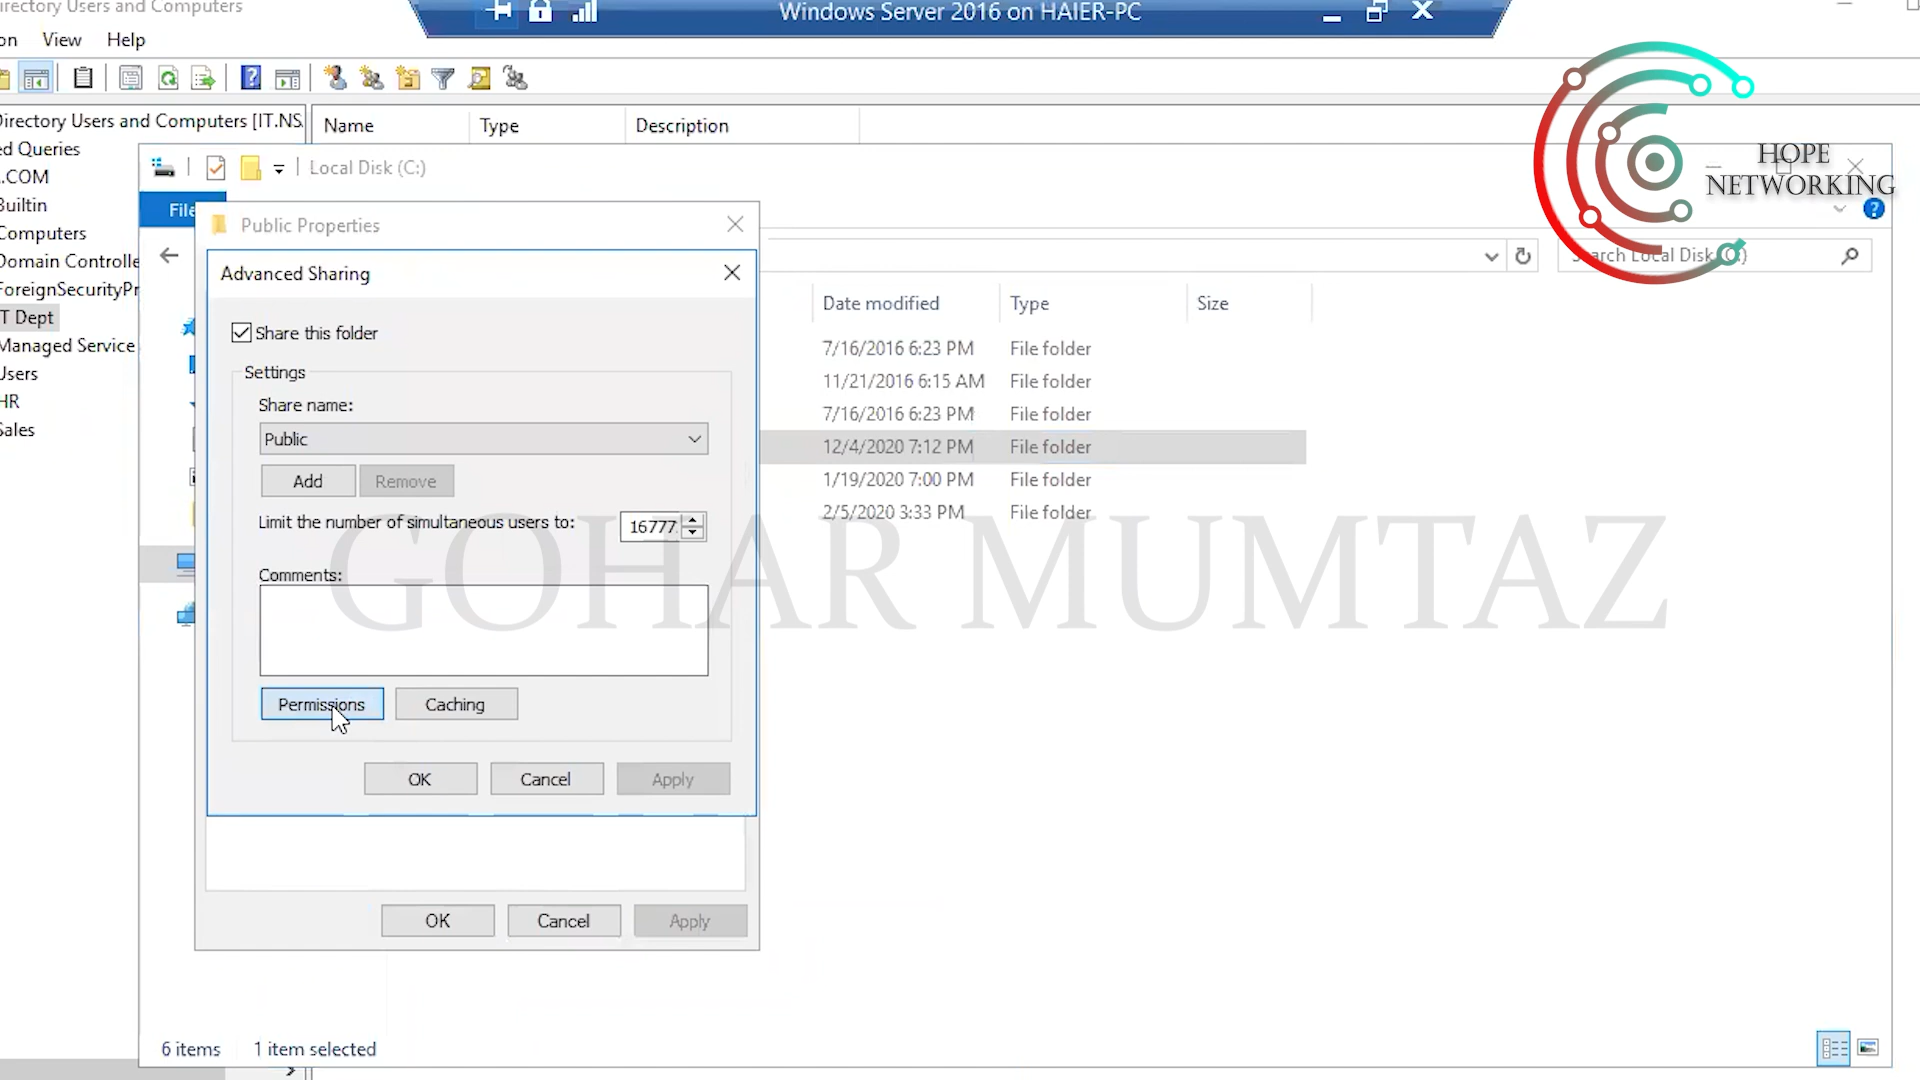 irectory Users and Computers
Windows Server 2016 on HAIER-PC
on View Help
Directory Users and Computers [IT.NS.
Name Type Description
ed Queries
.COM
Builtin
Computers
Domain Controlle
ForeignSecurityPr
IT Dept
Managed Service
Users
HR
Sales
HOPE
NETWORKING
Local Disk (C:)
File
Public Properties
Search Local Disk (C:)
Advanced Sharing
Share this folder
Settings
Share name:
Public
Add Remove
Limit the number of simultaneous users to: 16777
Comments:
Permissions Caching
OK Cancel Apply
OK Cancel Apply
Date modified Type Size
7/16/2016 6:23 PM File folder
11/21/2016 6:15 AM File folder
7/16/2016 6:23 PM File folder
12/4/2020 7:12 PM File folder
1/19/2020 7:00 PM File folder
2/5/2020 3:33 PM File folder
GOHAR MUMTAZ
6 items 1 item selected